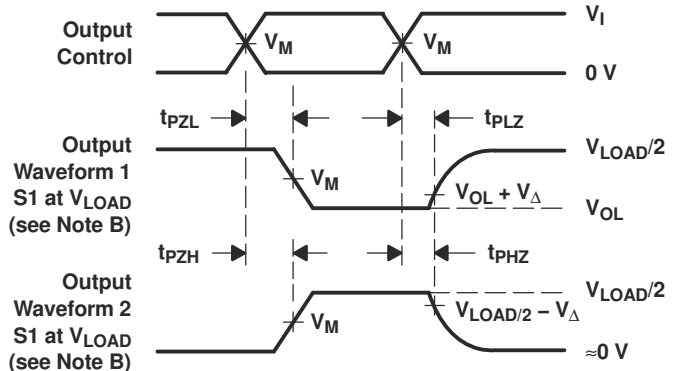 Output
Control
V_M
V_M
V_I
0 V
t_PZL
t_PLZ
Output
Waveform 1
S1 at V_LOAD
(see Note B)
V_M
V_OL + V_Δ
V_LOAD/2
V_OL
t_PZH
t_PHZ
Output
Waveform 2
S1 at V_LOAD
(see Note B)
V_M
V_LOAD/2 − V_Δ
V_LOAD/2
≈0 V